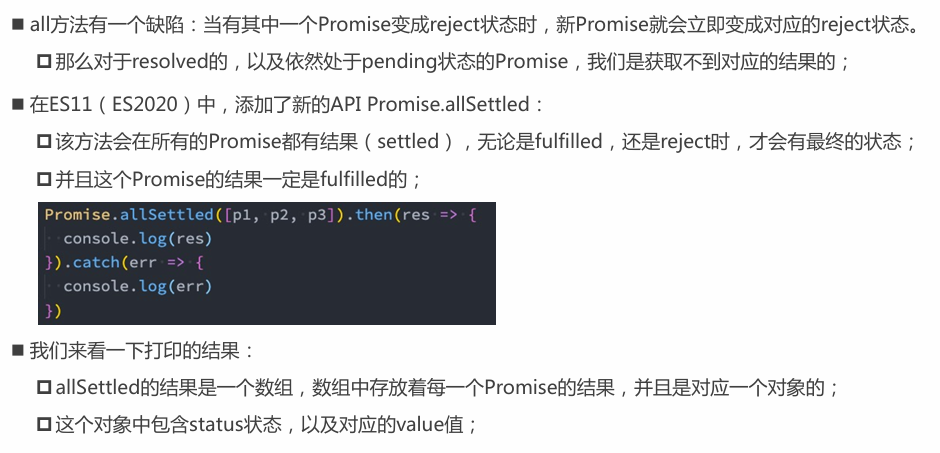 ■ all方法有一个缺陷：当有其中一个Promise变成reject状态时，新Promise就会立即变成对应的reject状态。
那么对于resolved的，以及依然处于pending状态的Promise，我们是获取不到对应的结果的；
■ 在ES11（ES2020）中，添加了新的API Promise.allSettled：
该方法会在所有的Promise都有结果（settled），无论是fulfilled，还是reject时，才会有最终的状态；
并且这个Promise的结果一定是fulfilled的；
Promise.allSettled([p1, p2, p3]).then(res => {
  console.log(res)
}).catch(err => {
  console.log(err)
})
■ 我们来看一下打印的结果：
allSettled的结果是一个数组，数组中存放着每一个Promise的结果，并且是对应一个对象的；
这个对象中包含status状态，以及对应的value值；